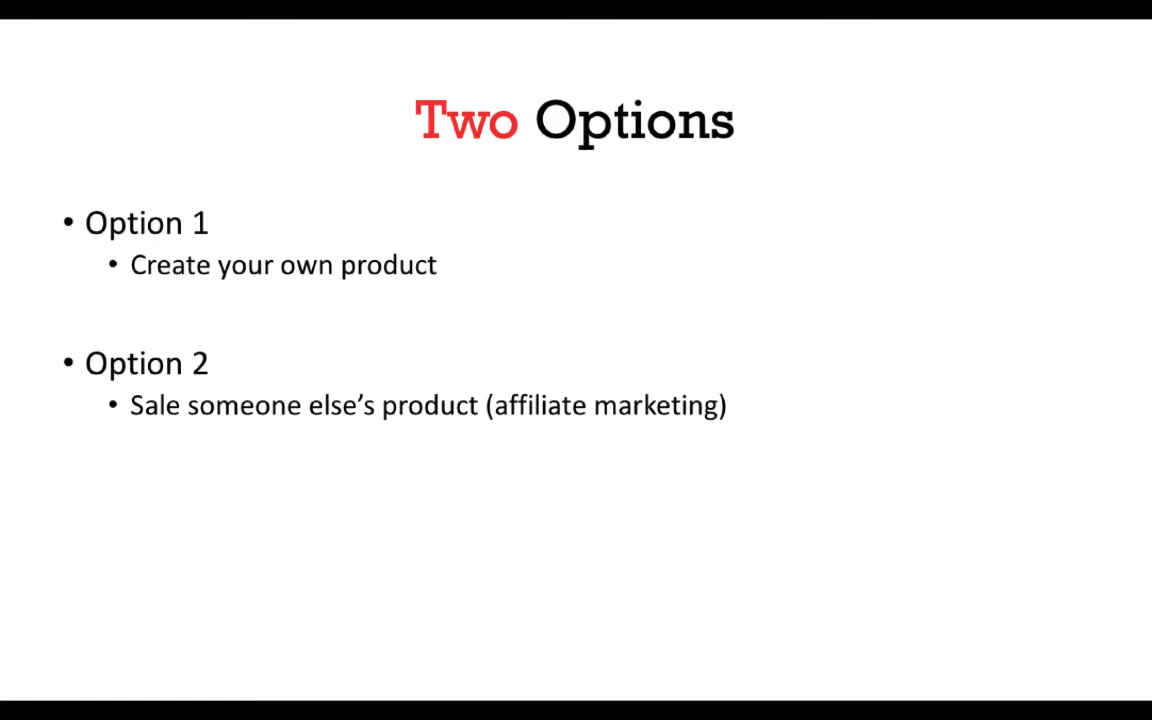 Two Options
• Option 1
• Create your own product
• Option 2
• Sale someone else’s product (affiliate marketing)